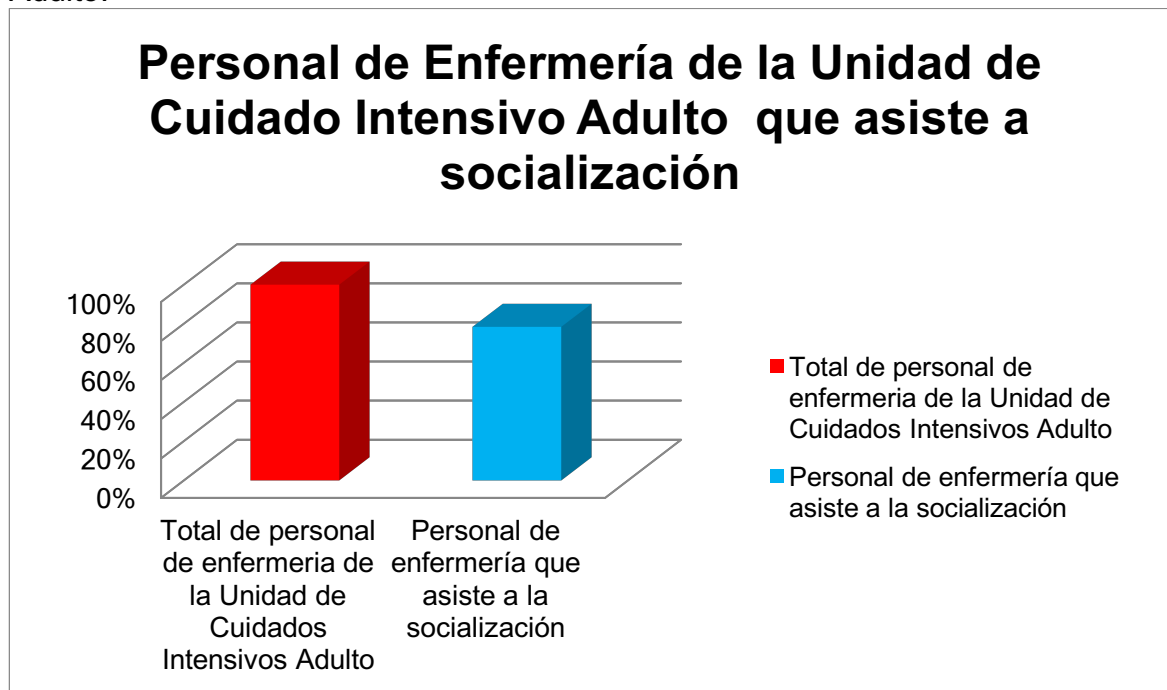 Adulto.
Personal de Enfermería de la Unidad de
Cuidado Intensivo Adulto que asiste a
socialización
100%
80%
60%
40%
20%
0%
Total de personal
de enfermeria de
la Unidad de
Cuidados
Intensivos Adulto
Personal de
enfermería que
asiste a la
socialización
Total de personal de
enfermeria de la Unidad de
Cuidados Intensivos Adulto
Personal de enfermería que
asiste a la socialización